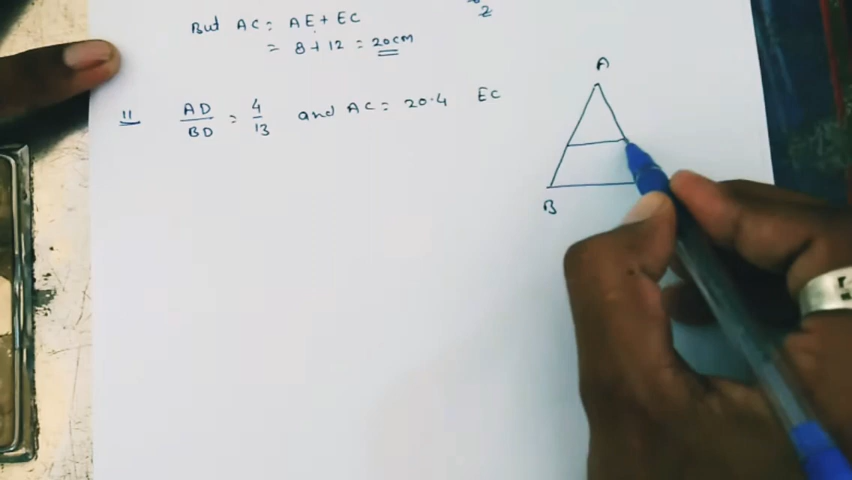 But AC = AE + EC
= 8 + 12 = 20cm
11 AD/BD = 4/13 and AC = 20.4 EC
A
B